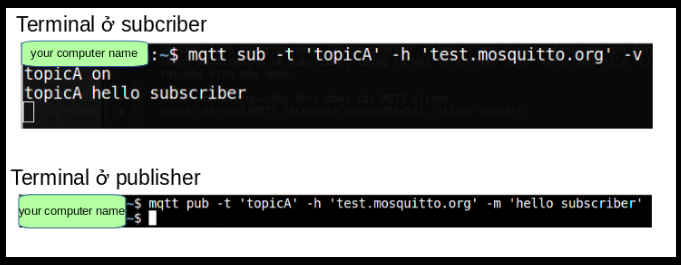 Terminal ở subcriber
your computer name :~$ mqtt sub -t 'topicA' -h 'test.mosquitto.org' -v
topicA on
topicA hello subscriber
Terminal ở publisher
your computer name ~$ mqtt pub -t 'topicA' -h 'test.mosquitto.org' -m 'hello subscriber'
~$